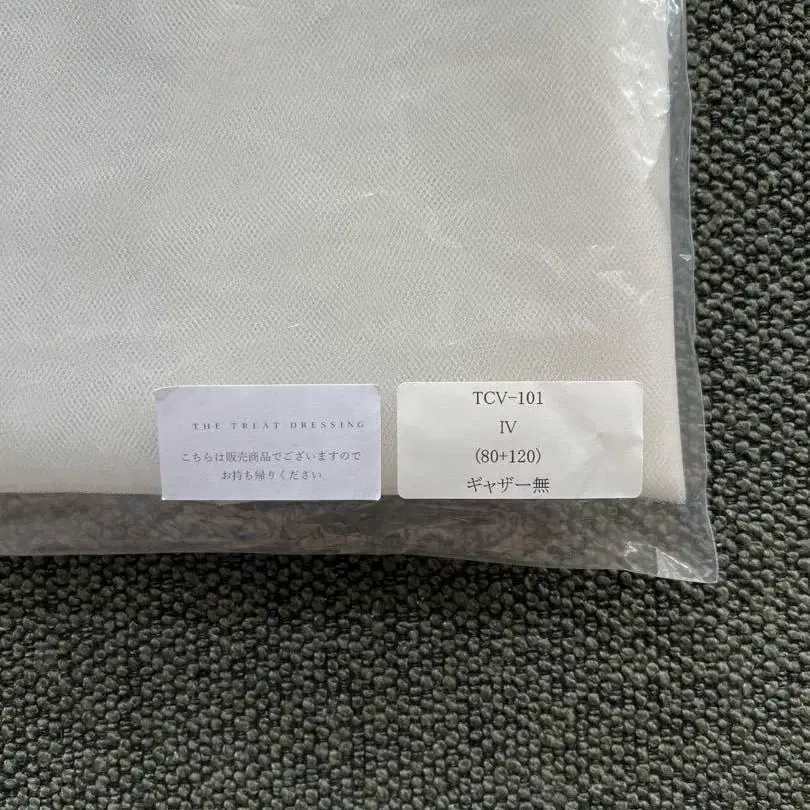 THE TREAT DRESSING
こちらは販売商品でございますので
お持ち帰りください
TCV-101
IV
(80+120)
ギャザー無